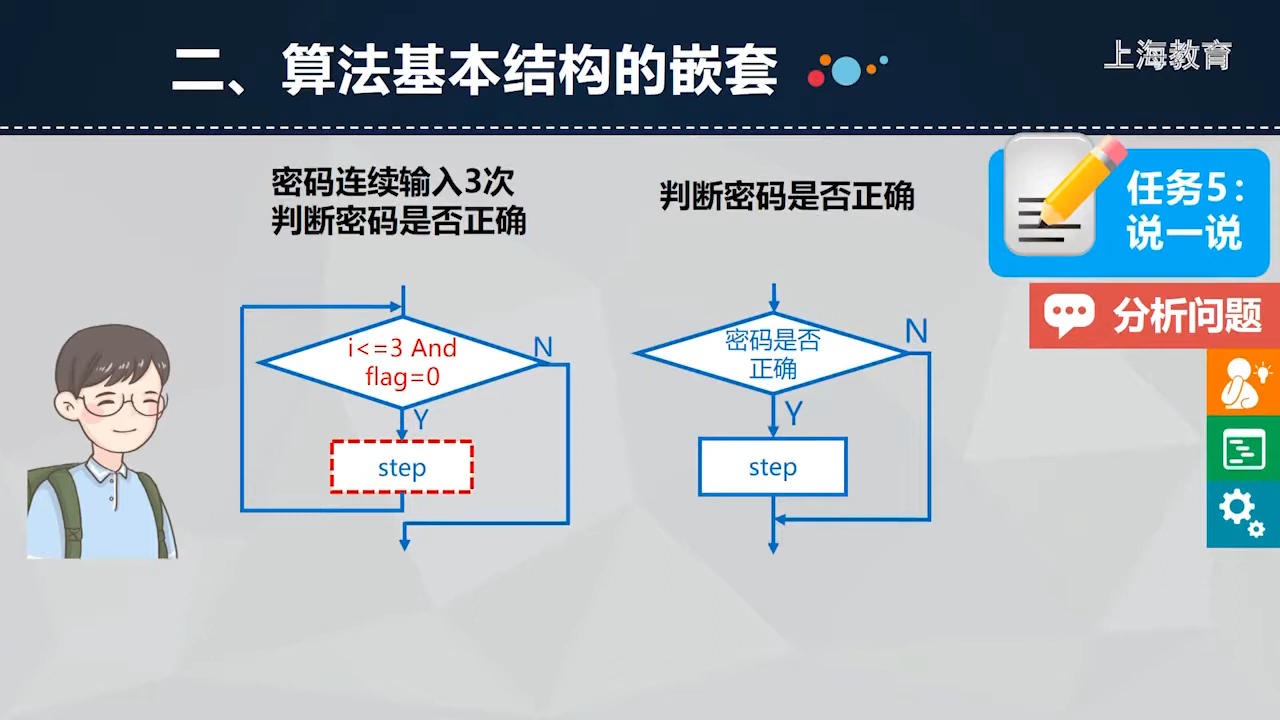 二、算法基本结构的嵌套
上海教育
密码连续输入3次
判断密码是否正确
判断密码是否正确
任务5：
说一说
分析问题
i<=3 And
flag=0
N
Y
step
密码是否
正确
N
Y
step